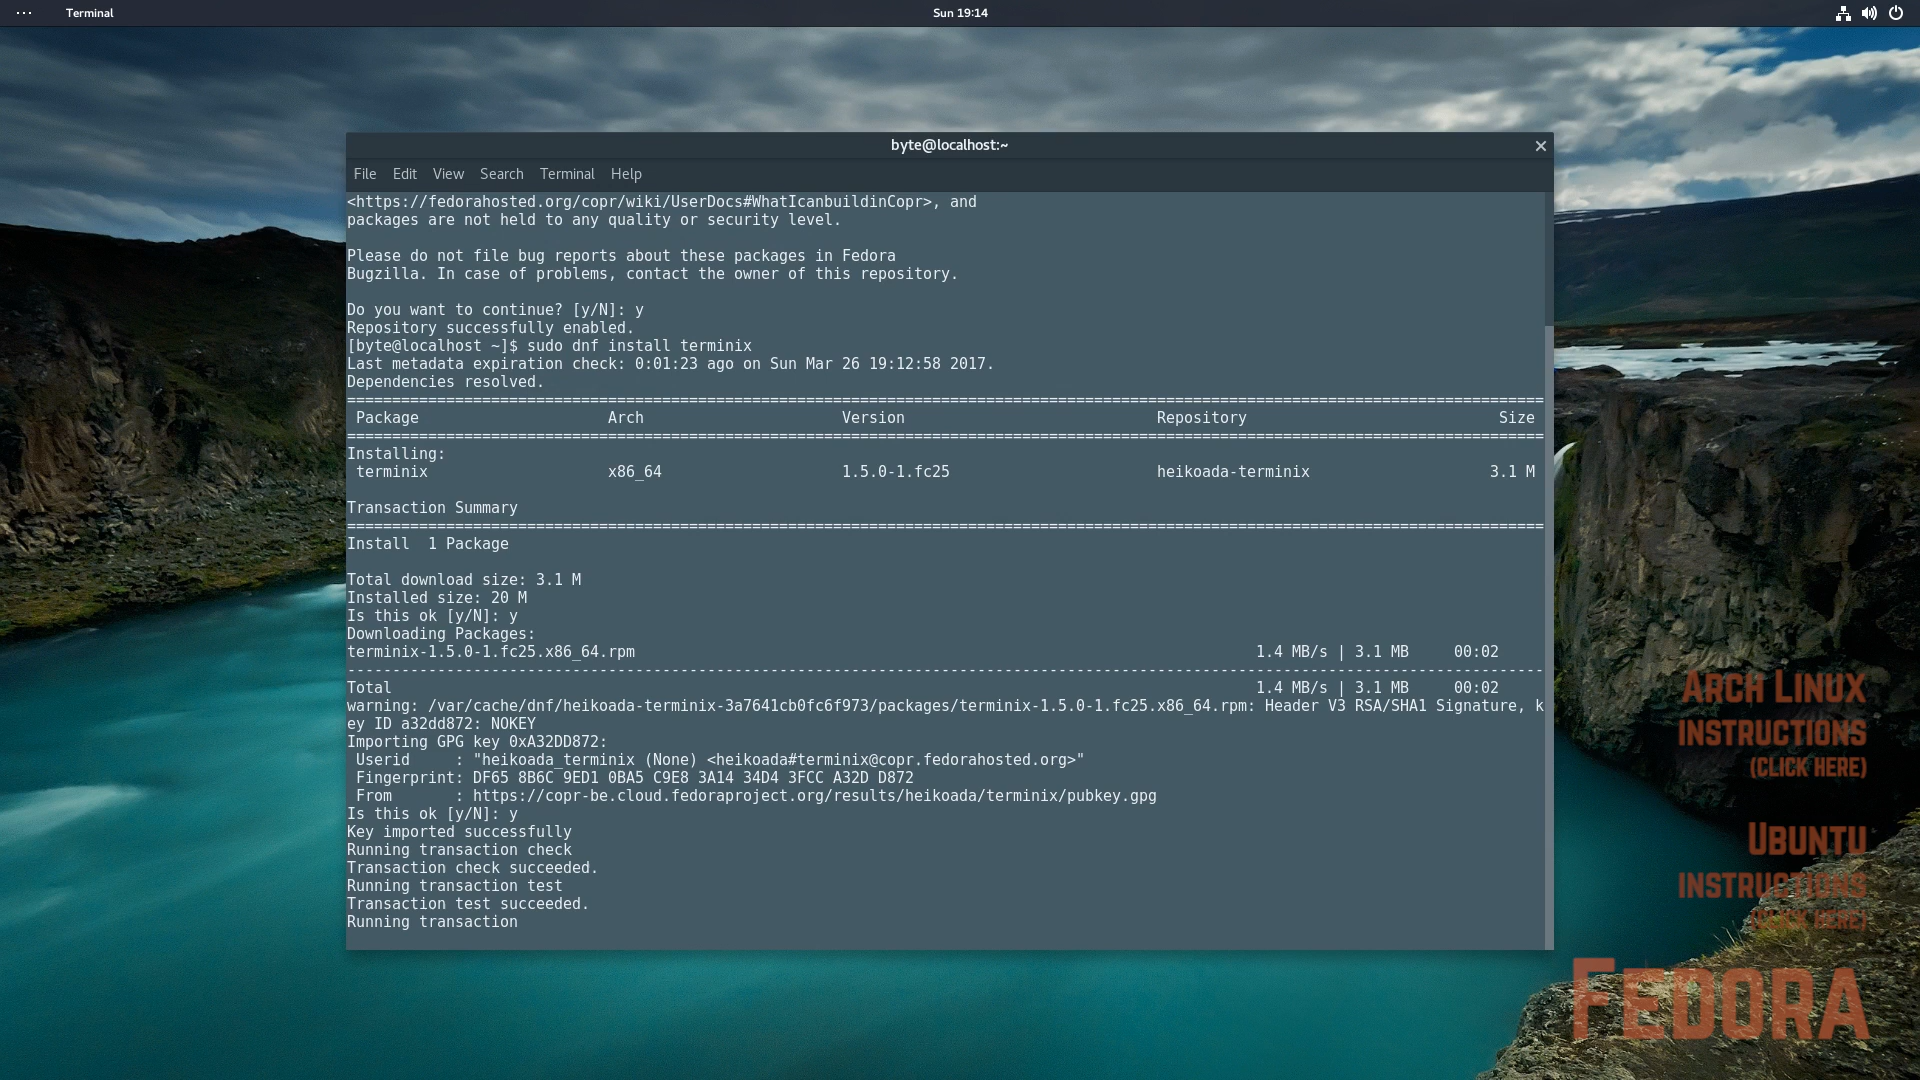 Terminal
Sun 19:14
byte@localhost:~
File Edit View Search Terminal Help
<https://fedorahosted.org/copr/wiki/UserDocs#WhatIcanbuildinCopr>, and
packages are not held to any quality or security level.
Please do not file bug reports about these packages in Fedora
Bugzilla. In case of problems, contact the owner of this repository.
Do you want to continue? [y/N]: y
Repository successfully enabled.
[byte@localhost ~]$ sudo dnf install terminix
Last metadata expiration check: 0:01:23 ago on Sun Mar 26 19:12:58 2017.
Dependencies resolved.
================================================================================
Package Arch Version Repository Size
================================================================================
Installing:
terminix x86_64 1.5.0-1.fc25 heikoada-terminix 3.1 M
Transaction Summary
================================================================================
Install 1 Package
Total download size: 3.1 M
Installed size: 20 M
Is this ok [y/N]: y
Downloading Packages:
terminix-1.5.0-1.fc25.x86_64.rpm 1.4 MB/s | 3.1 MB 00:02
--------------------------------------------------------------------------------
Total 1.4 MB/s | 3.1 MB 00:02
warning: /var/cache/dnf/heikoada-terminix-3a7641cb0fc6f973/packages/terminix-1.5.0-1.fc25.x86_64.rpm: Header V3 RSA/SHA1 Signature, k
ey ID a32dd872: NOKEY
Importing GPG key 0xA32DD872:
Userid : "heikoada_terminix (None) <heikoada#terminix@copr.fedorahosted.org>"
Fingerprint: DF65 8B6C 9ED1 0BA5 C9E8 3A14 34D4 3FCC A32D D872
From : https://copr-be.cloud.fedoraproject.org/results/heikoada/terminix/pubkey.gpg
Is this ok [y/N]: y
Key imported successfully
Running transaction check
Transaction check succeeded.
Running transaction test
Transaction test succeeded.
Running transaction
ARCH LINUX
INSTRUCTIONS
(CLICK HERE)
UBUNTU
INSTRUCTIONS
(CLICK HERE)
FEDORA